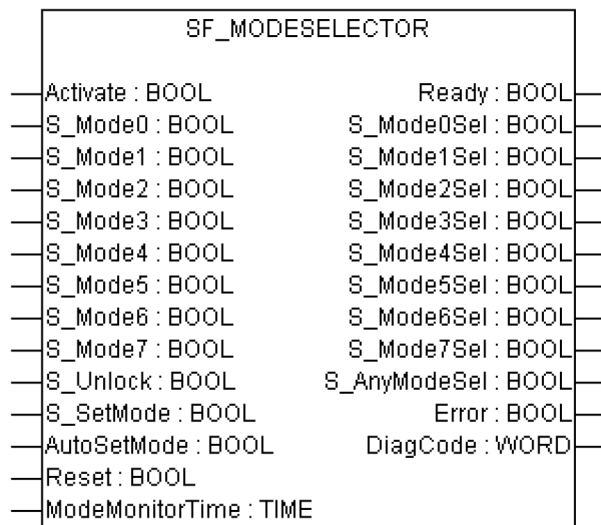 SF_MODESELECTOR
Activate : BOOL Ready : BOOL
S_Mode0 : BOOL S_Mode0Sel : BOOL
S_Mode1 : BOOL S_Mode1Sel : BOOL
S_Mode2 : BOOL S_Mode2Sel : BOOL
S_Mode3 : BOOL S_Mode3Sel : BOOL
S_Mode4 : BOOL S_Mode4Sel : BOOL
S_Mode5 : BOOL S_Mode5Sel : BOOL
S_Mode6 : BOOL S_Mode6Sel : BOOL
S_Mode7 : BOOL S_Mode7Sel : BOOL
S_Unlock : BOOL S_AnyModeSel : BOOL
S_SetMode : BOOL Error : BOOL
AutoSetMode : BOOL DiagCode : WORD
Reset : BOOL
ModeMonitorTime : TIME